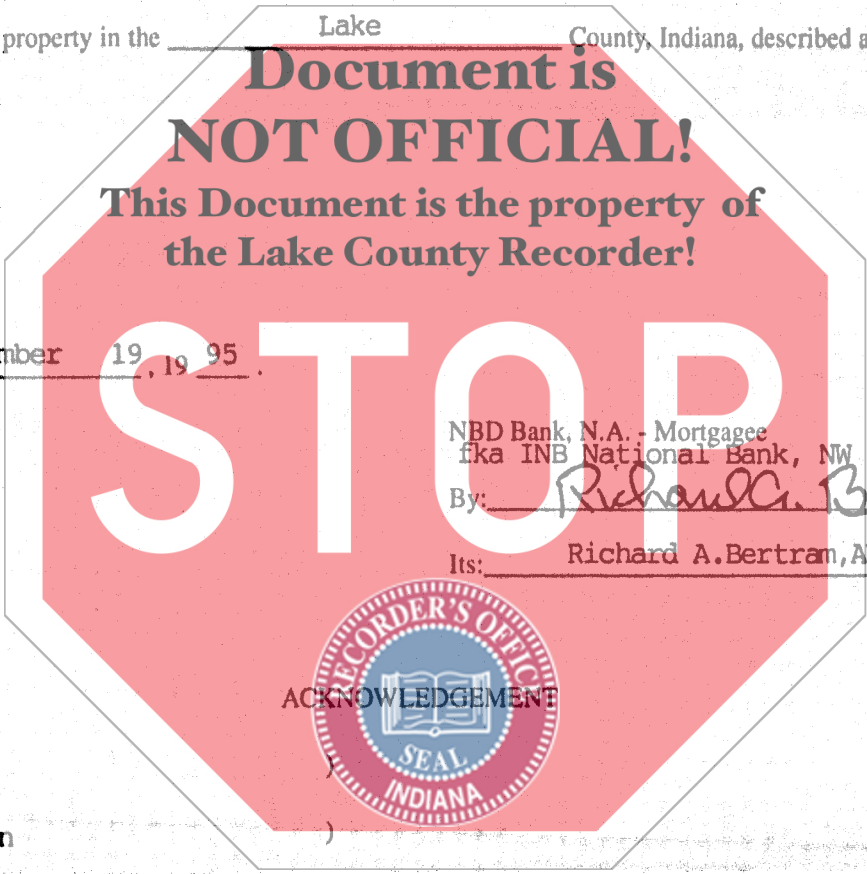 property in the Lake County, Indiana, described a
Document is
NOT OFFICIAL!
This Document is the property of
the Lake County Recorder!
mber 19, 19 95.
STOP
NBD Bank, N.A. - Mortgagee
fka INB National Bank, NW
By: Richard A. B
Its: Richard A.Bertram,A
RECORDER'S OFFICE
ACKNOWLEDGEMENT
)
SEAL
INDIANA
n )